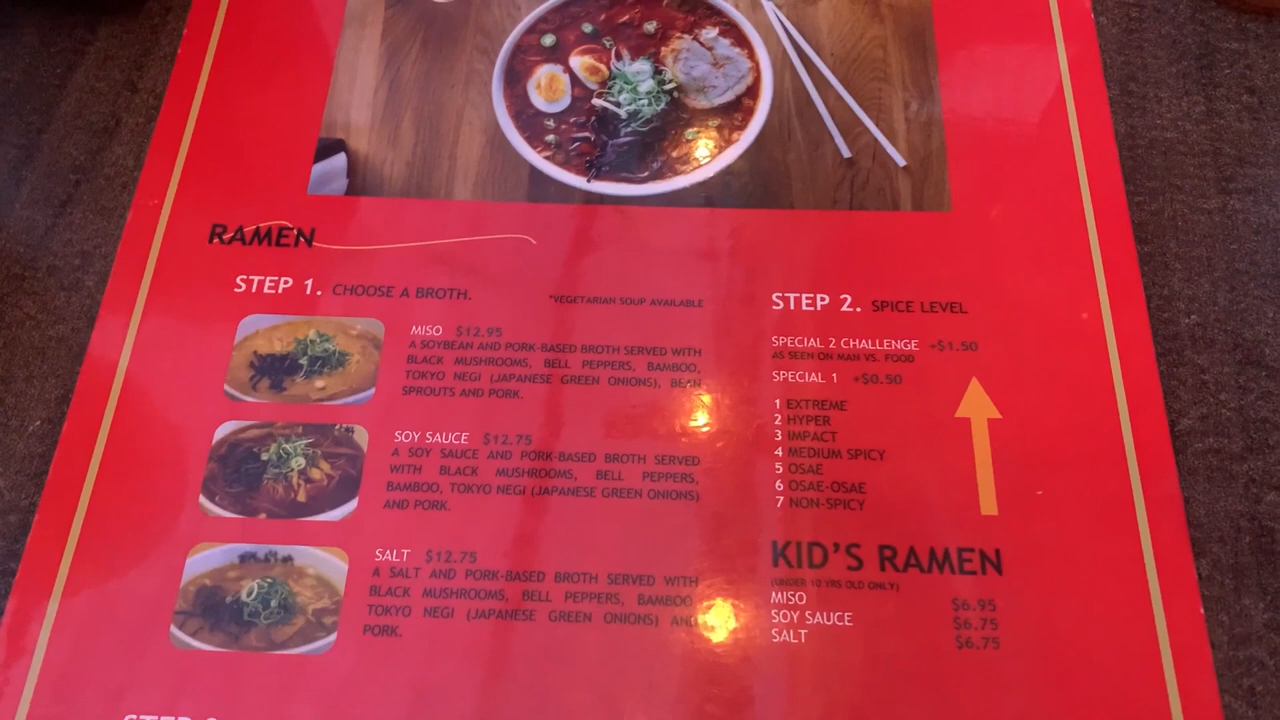 RAMEN
STEP 1. CHOOSE A BROTH.
*VEGETARIAN SOUP AVAILABLE
MISO $12.95
A SOYBEAN AND PORK-BASED BROTH SERVED WITH
BLACK MUSHROOMS, BELL PEPPERS, BAMBOO,
TOKYO NEGI (JAPANESE GREEN ONIONS), BEAN
SPROUTS AND PORK.
SOY SAUCE $12.75
A SOY SAUCE AND PORK-BASED BROTH SERVED
WITH BLACK MUSHROOMS, BELL PEPPERS,
BAMBOO, TOKYO NEGI (JAPANESE GREEN ONIONS)
AND PORK.
SALT $12.75
A SALT AND PORK-BASED BROTH SERVED WITH
BLACK MUSHROOMS, BELL PEPPERS, BAMBOO,
TOKYO NEGI (JAPANESE GREEN ONIONS) AND
PORK.
STEP 2. SPICE LEVEL
SPECIAL 2 CHALLENGE +$1.50
AS SEEN ON MAN VS. FOOD
SPECIAL 1 +$0.50
1 EXTREME
2 HYPER
3 IMPACT
4 MEDIUM SPICY
5 OSAE
6 OSAE-OSAE
7 NON-SPICY
KID'S RAMEN
(UNDER 10 YRS OLD ONLY)
MISO $6.95
SOY SAUCE $6.75
SALT $6.75
STEP